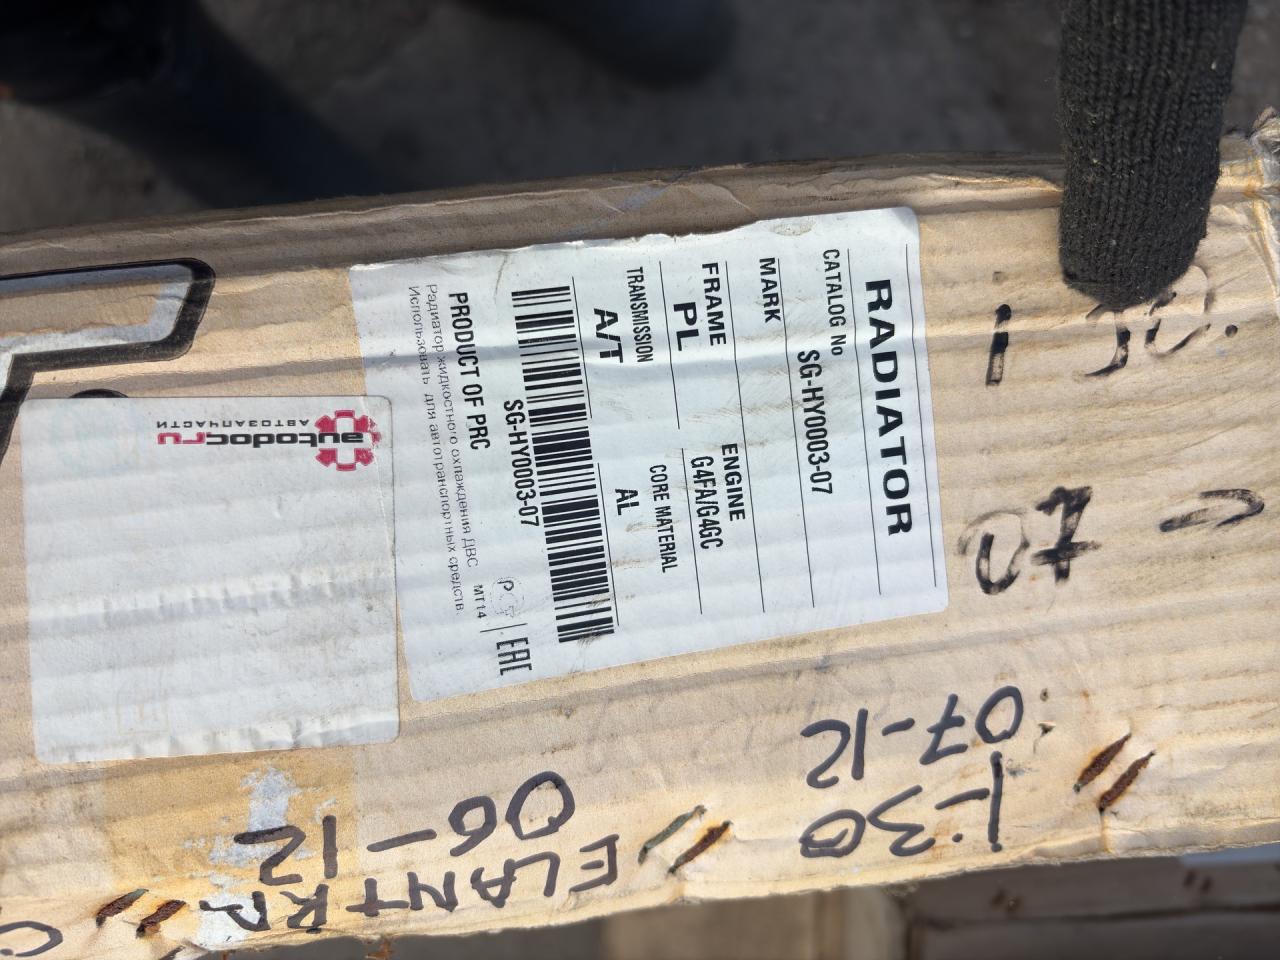 RADIATOR
CATALOG No
SG-HY0003-07
MARK
FRAME
PL
ENGINE
G4FA/G4GC
TRANSMISSION
A/T
CORE MATERIAL
AL
SG-HY0003-07
PRODUCT OF PRC
Радиатор жидкостного охлаждения ДВС
Использовать для автотранспортных средств.
МТ14
EAC
autodoc.ru
АВТОЗАПЧАСТИ
I-30
07-12
ELANTRA
06-12
07